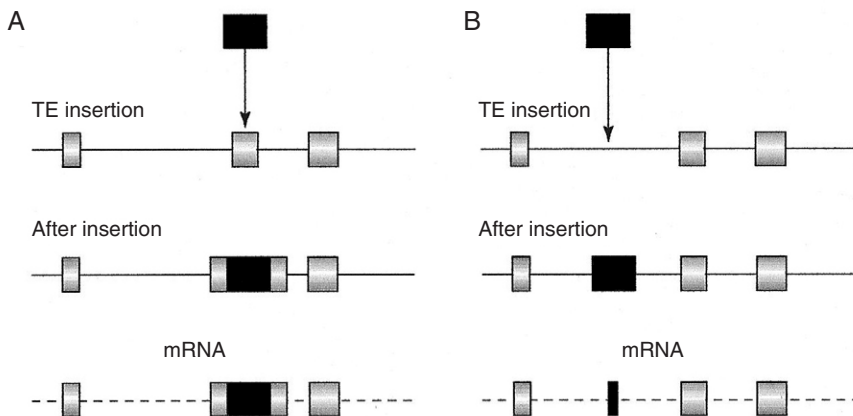 A
TE insertion
After insertion
mRNA
B
TE insertion
After insertion
mRNA